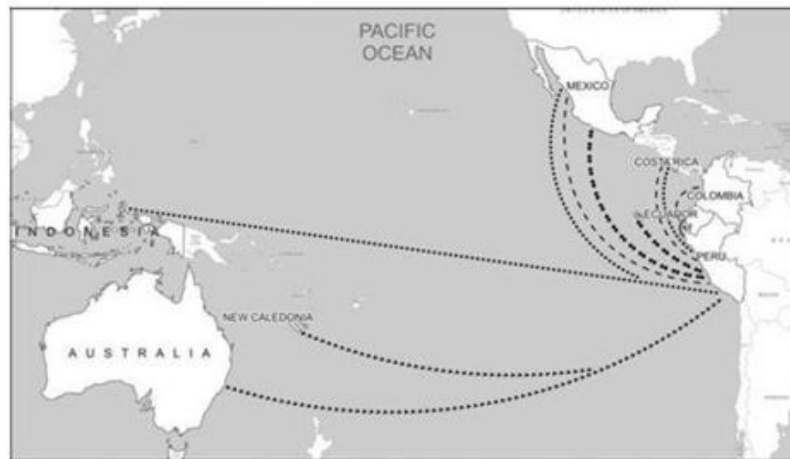 PACIFIC
OCEAN
MEXICO
COSTA RICA
COLOMBIA
ECUADOR
PERU
INDONESIA
NEW CALEDONIA
AUSTRALIA